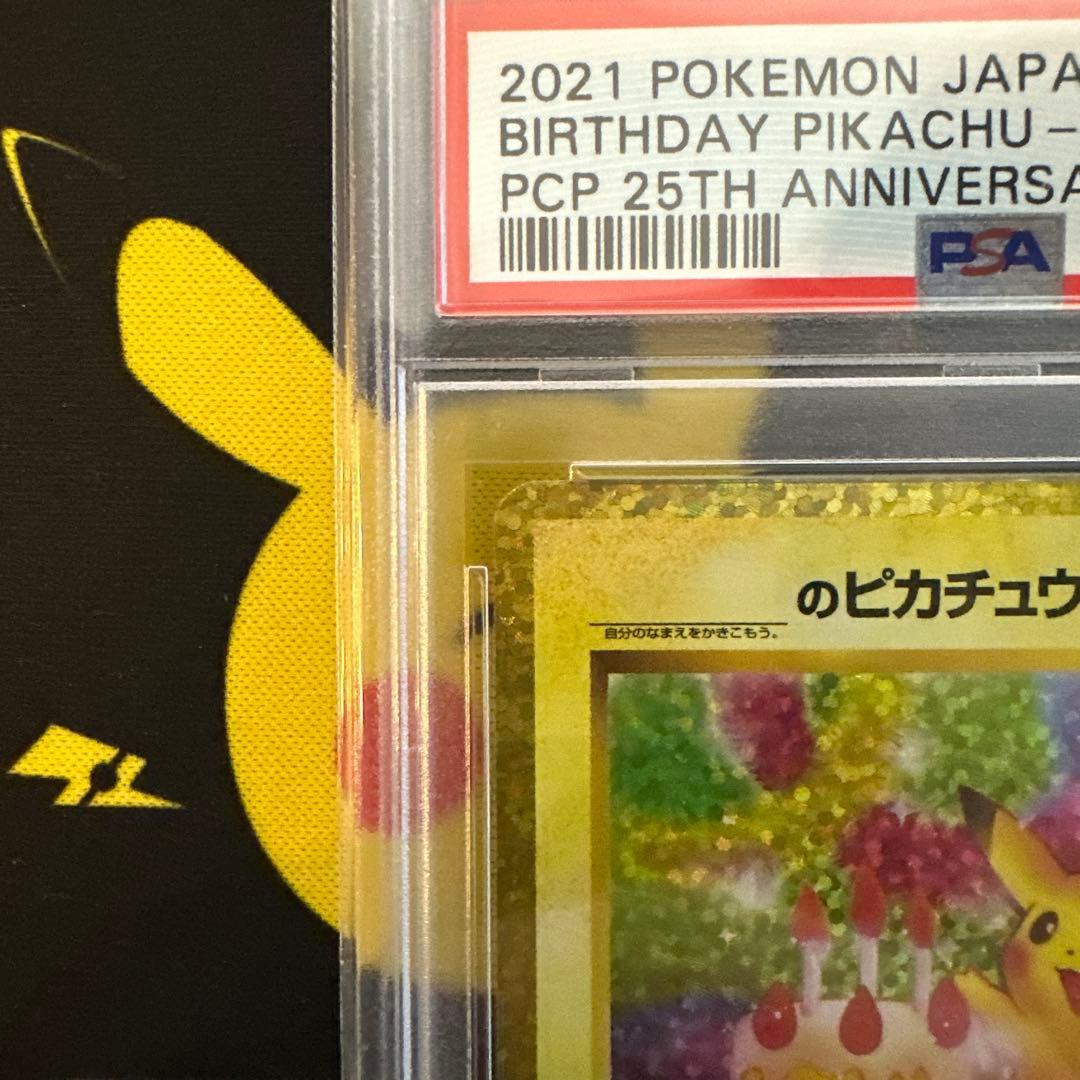 2021 POKEMON JAPA
BIRTHDAY PIKACHU-
PCP 25TH ANNIVERSA
PSA
のピカチュウ
自分のなまえをかきこもう。